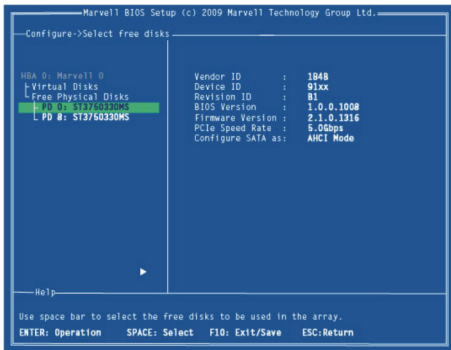 Marvell BIOS Setup (c) 2009 Marvell Technology Group Ltd.
Configure->Select free disks
HBA 0: Marvell 0
Virtual Disks
Free Physical Disks
PD 0: ST3750330MS
PD 8: ST3750330MS
Vendor ID : 1B4B
Device ID : 91xx
Revision ID : B1
BIOS Version : 1.0.0.1008
Firmware Version : 2.1.0.1316
PCIe Speed Rate : 5.0Gbps
Configure SATA as: AHCI Mode
Help
Use space bar to select the free disks to be used in the array.
ENTER: Operation SPACE: Select F10: Exit/Save ESC:Return